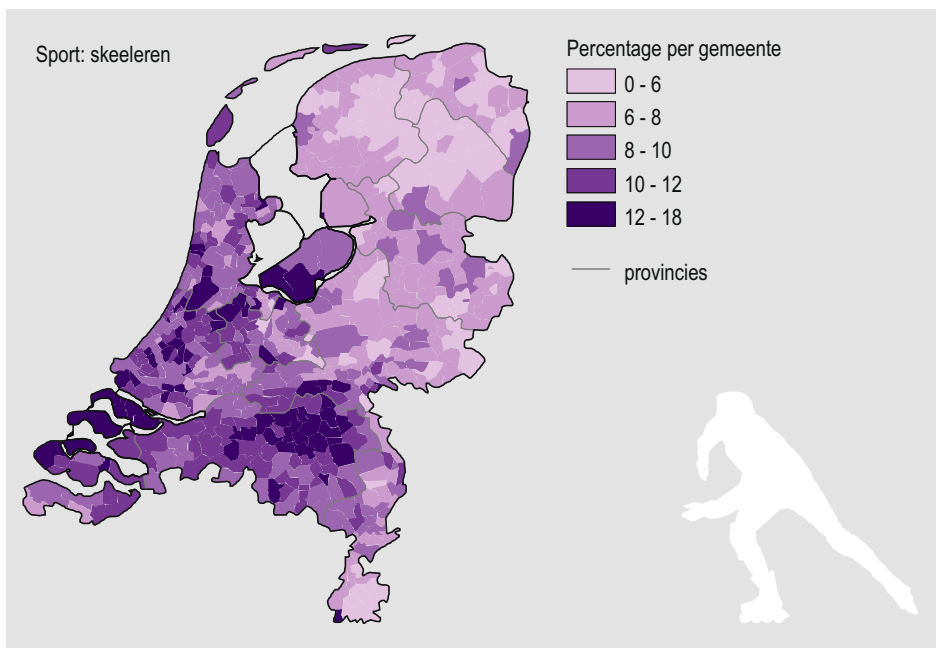 Sport: skeeleren
Percentage per gemeente
0 - 6
6 - 8
8 - 10
10 - 12
12 - 18
provincies